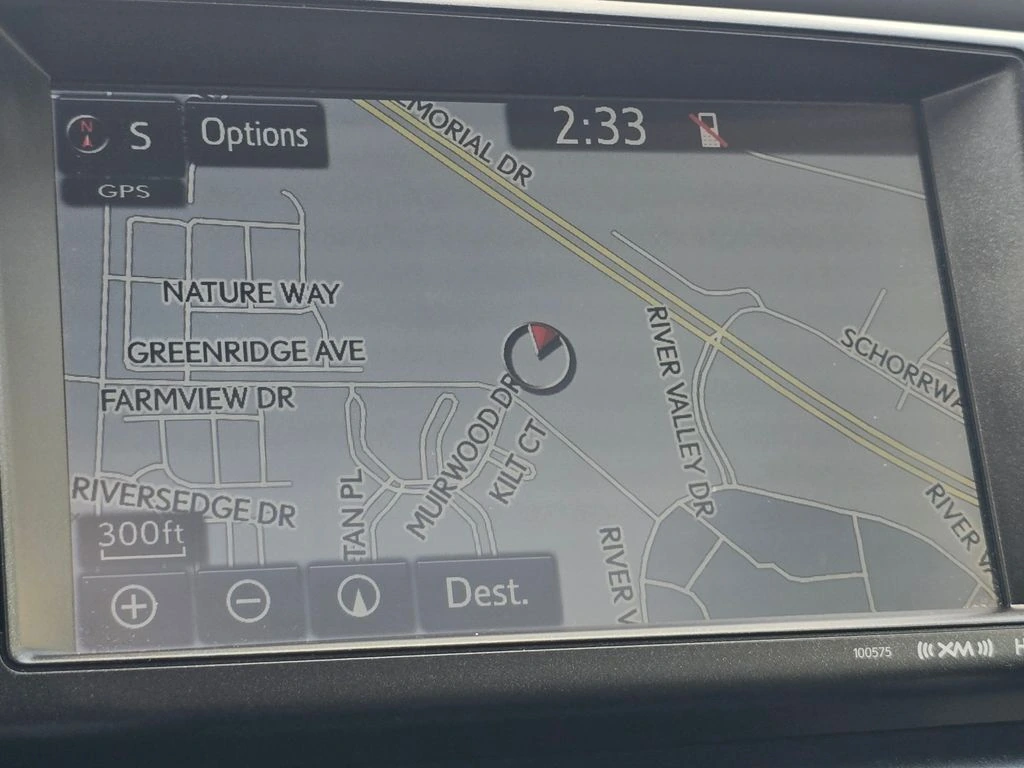 N
S
Options
2:33
GPS
EMORIAL DR
NATURE WAY
GREENRIDGE AVE
FARMVIEW DR
RIVER VALLEY DR
SCHORRWA
MUIRWOOD DR
KILT CT
RIVERSEDGE DR
TAN PL
RIVER V
RIVER V
300ft
Dest.
100575
XM
H